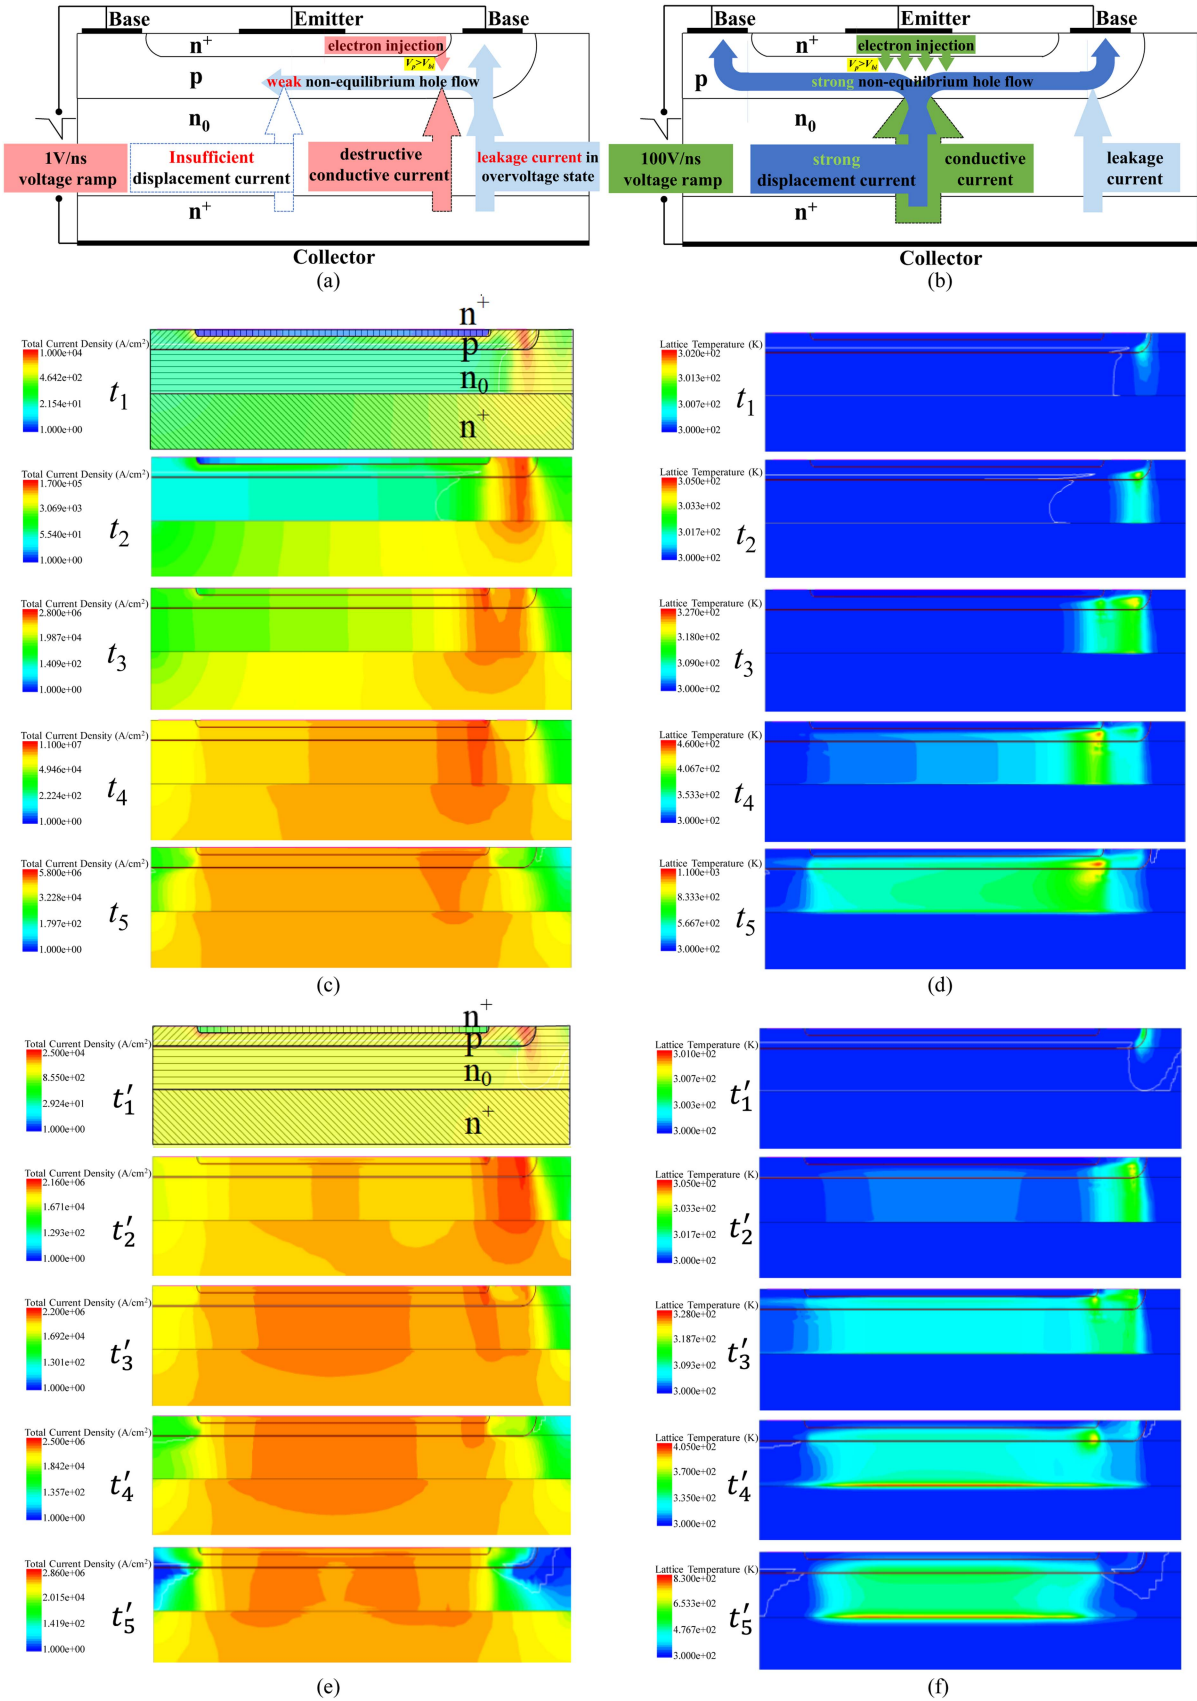 Base
Emitter
Base
n+
electron injection
Vp>Vbi
p
weak non-equilibrium hole flow
n0
1V/ns
voltage ramp
Insufficient
displacement current
destructive
conductive current
leakage current in
overvoltage state
n+
Collector
(a)
Base
Emitter
Base
n+
electron injection
Vp>Vbi
p
strong non-equilibrium hole flow
n0
100V/ns
voltage ramp
strong
displacement current
conductive
current
leakage
current
n+
Collector
(b)
Total Current Density (A/cm²)
1.000e+04
4.642e+02
2.154e+01
1.000e+00
t1
n+
p
n0
n+
Total Current Density (A/cm²)
1.700e+05
3.069e+03
5.540e+01
1.000e+00
t2
Total Current Density (A/cm²)
2.800e+06
1.987e+04
1.409e+02
1.000e+00
t3
Total Current Density (A/cm²)
1.100e+07
4.946e+04
2.224e+02
1.000e+00
t4
Total Current Density (A/cm²)
5.800e+06
3.228e+04
1.797e+02
1.000e+00
t5
(c)
Lattice Temperature (K)
3.020e+02
3.013e+02
3.007e+02
3.000e+02
t1
Lattice Temperature (K)
3.050e+02
3.033e+02
3.017e+02
3.000e+02
t2
Lattice Temperature (K)
3.270e+02
3.180e+02
3.090e+02
3.000e+02
t3
Lattice Temperature (K)
4.600e+02
4.067e+02
3.533e+02
3.000e+02
t4
Lattice Temperature (K)
1.100e+03
8.333e+02
5.667e+02
3.000e+02
t5
(d)
Total Current Density (A/cm²)
2.500e+04
8.550e+02
2.924e+01
1.000e+00
t′1
n+
p
n0
n+
Total Current Density (A/cm²)
2.160e+06
1.671e+04
1.293e+02
1.000e+00
t′2
Total Current Density (A/cm²)
2.200e+06
1.692e+04
1.301e+02
1.000e+00
t′3
Total Current Density (A/cm²)
2.500e+06
1.842e+04
1.357e+02
1.000e+00
t′4
Total Current Density (A/cm²)
2.860e+06
2.015e+04
1.419e+02
1.000e+00
t′5
(e)
Lattice Temperature (K)
3.010e+02
3.007e+02
3.003e+02
3.000e+02
t′1
Lattice Temperature (K)
3.050e+02
3.033e+02
3.017e+02
3.000e+02
t′2
Lattice Temperature (K)
3.280e+02
3.187e+02
3.093e+02
3.000e+02
t′3
Lattice Temperature (K)
4.050e+02
3.700e+02
3.350e+02
3.000e+02
t′4
Lattice Temperature (K)
8.300e+02
6.533e+02
4.767e+02
3.000e+02
t′5
(f)